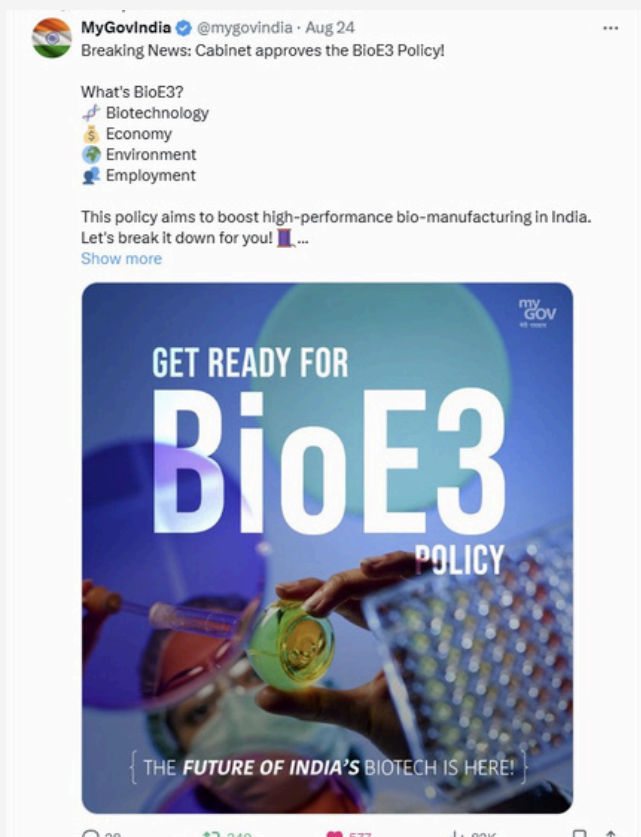 MyGovIndia @mygovindia · Aug 24
Breaking News: Cabinet approves the BioE3 Policy!
What's BioE3?
🧬 Biotechnology
💰 Economy
🌍 Environment
👥 Employment
This policy aims to boost high-performance bio-manufacturing in India.
Let's break it down for you! 🧵...
Show more
my
GOV
GET READY FOR
BioE3
POLICY
{ THE FUTURE OF INDIA'S BIOTECH IS HERE! }